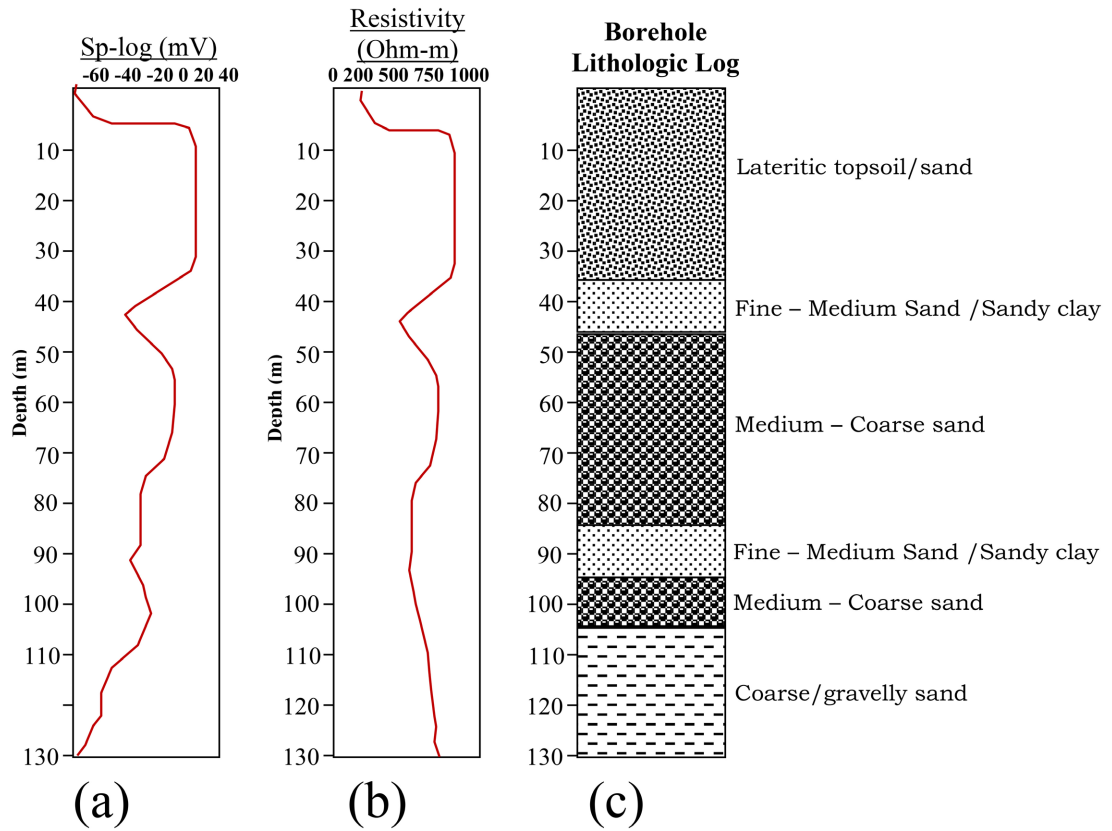 Sp-log (mV)
-60 -40 -20 0 20 40
10
20
30
40
50
60
70
80
90
100
110
130
Depth (m)
(a)
Resistivity
(Ohm-m)
0 200 500 750 1000
10
20
30
40
50
60
70
80
90
100
110
120
130
Depth (m)
(b)
Borehole
Lithologic Log
10
20
30
40
50
60
70
80
90
100
110
120
130
Lateritic topsoil/sand
Fine – Medium Sand /Sandy clay
Medium – Coarse sand
Fine – Medium Sand /Sandy clay
Medium – Coarse sand
Coarse/gravelly sand
(c)